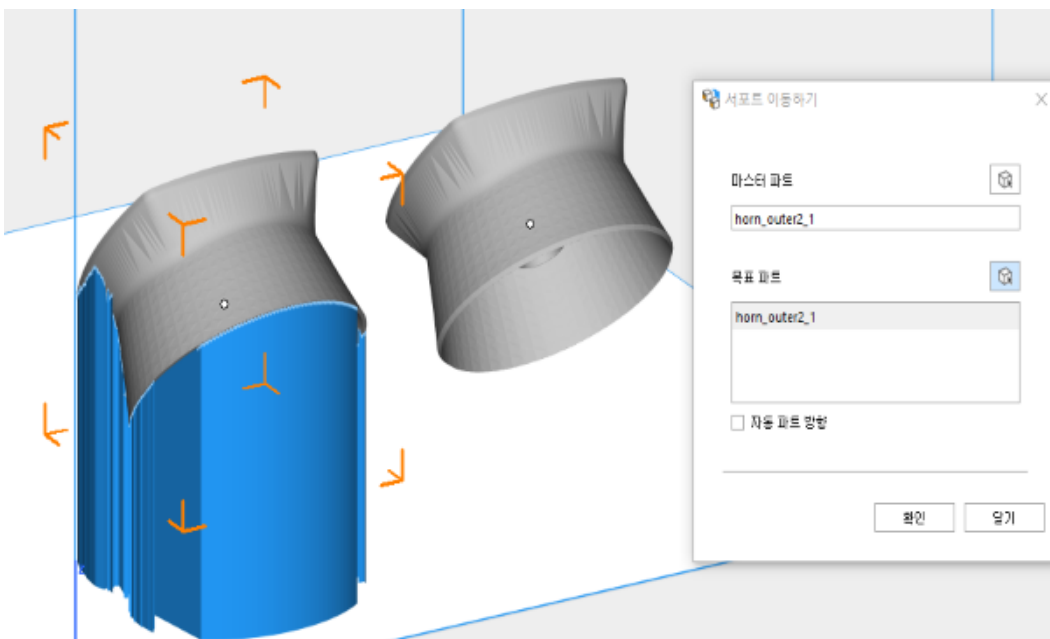 서포트 이동하기
마스터 파트
horn_outer2_1
목표 파트
horn_outer2_1
자동 파트 방향
확인
닫기